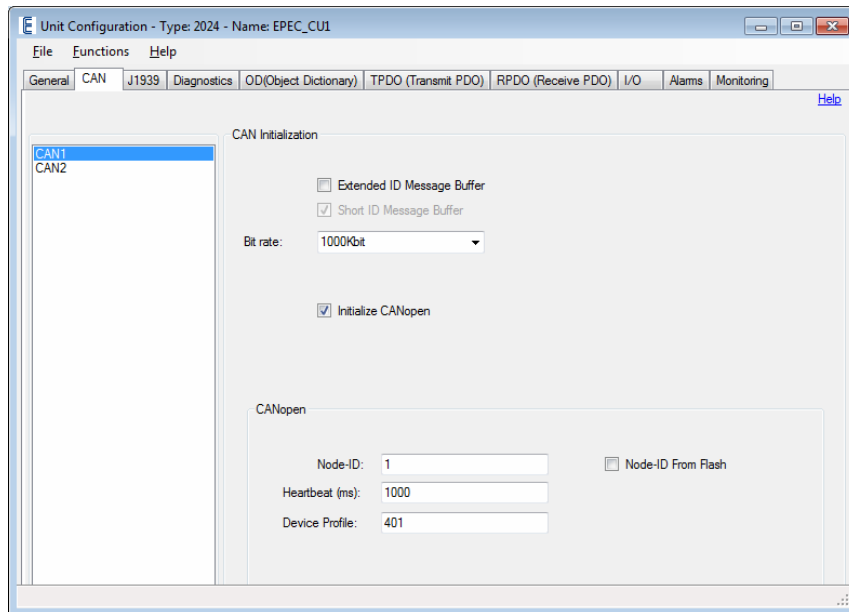 Unit Configuration - Type: 2024 - Name: EPEC_CU1
File Functions Help
General CAN J1939 Diagnostics OD(Object Dictionary) TPDO (Transmit PDO) RPDO (Receive PDO) I/O Alarms Monitoring
Help
CAN Initialization
CAN1
CAN2
Extended ID Message Buffer
Short ID Message Buffer
Bit rate: 1000Kbit
Initialize CANopen
CANopen
Node-ID: 1 Node-ID From Flash
Heartbeat (ms): 1000
Device Profile: 401